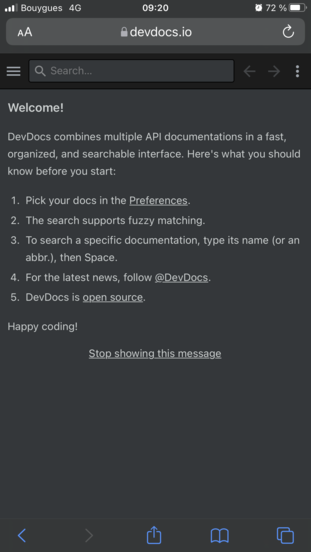 Bouygues 4G 09:20 72 %
AA devdocs.io
Search...
Welcome!
DevDocs combines multiple API documentations in a fast,
organized, and searchable interface. Here's what you should
know before you start:
1. Pick your docs in the Preferences.
2. The search supports fuzzy matching.
3. To search a specific documentation, type its name (or an
abbr.), then Space.
4. For the latest news, follow @DevDocs.
5. DevDocs is open source.
Happy coding!
Stop showing this message